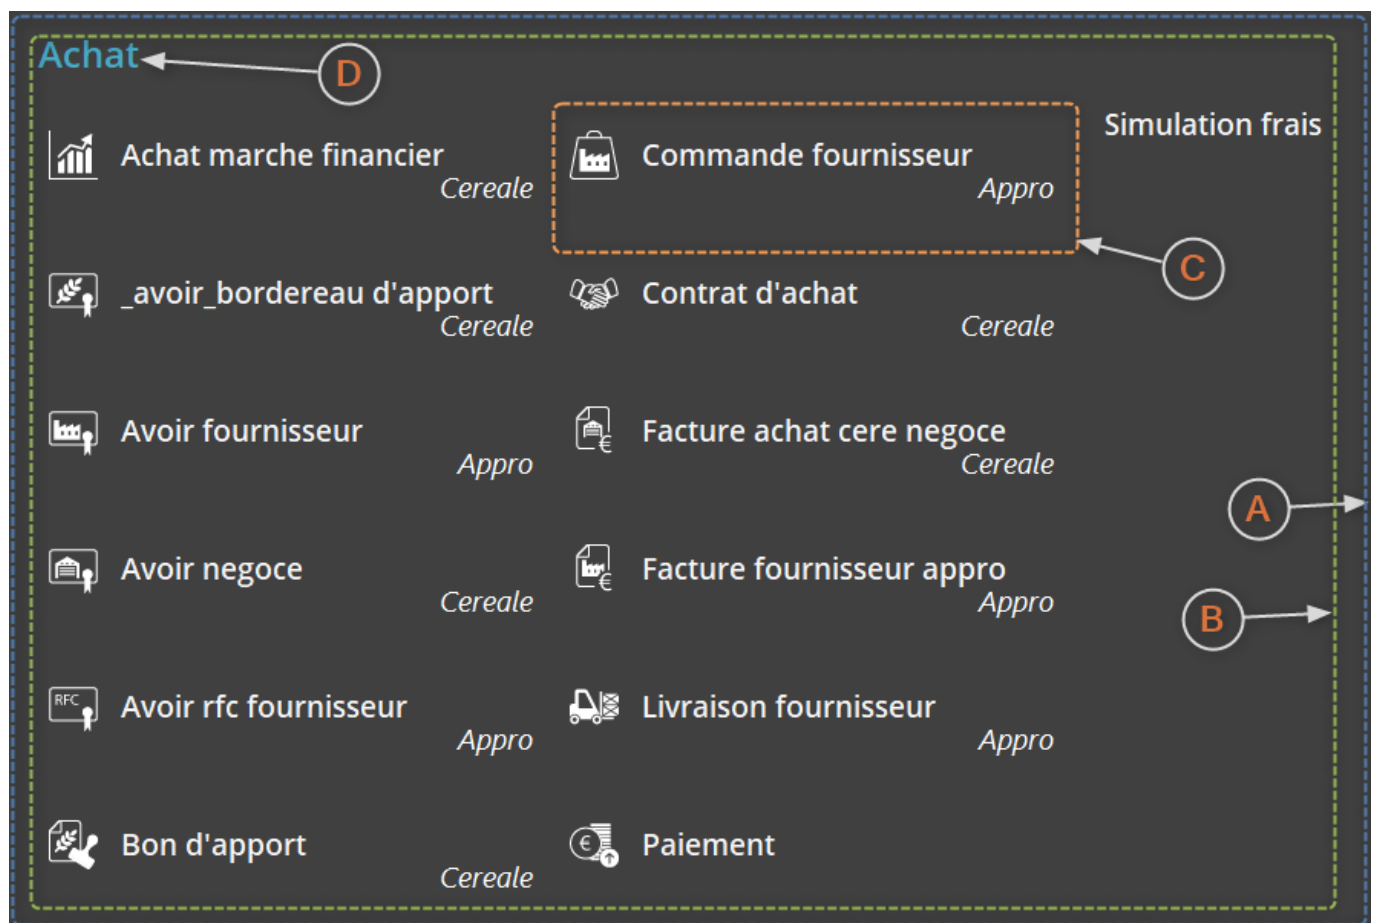 Achat
D
Achat marche financier
Cereale
Commande fournisseur
Appro
Simulation frais
C
_avoir_bordereau d'apport
Cereale
Contrat d'achat
Cereale
Avoir fournisseur
Appro
€
Facture achat cere negoce
Cereale
A
Avoir negoce
Cereale
€
Facture fournisseur appro
Appro
B
RFC
Avoir rfc fournisseur
Appro
Livraison fournisseur
Appro
Bon d'apport
Cereale
€
Paiement